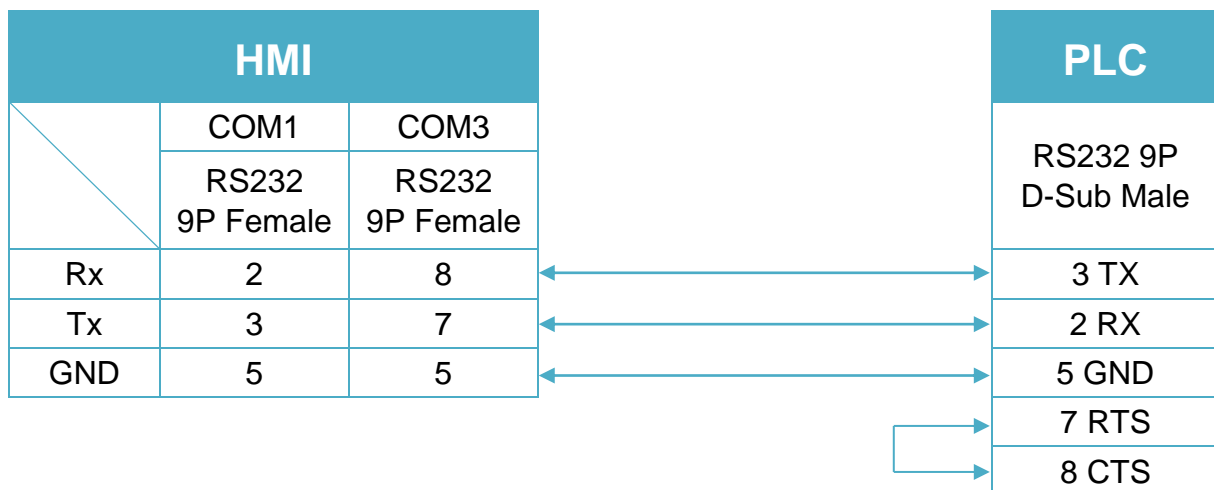 HMI
PLC
COM1 COM3
RS232 9P
D-Sub Male
RS232 RS232
9P Female 9P Female
Rx 2 8 3 TX
Tx 3 7 2 RX
GND 5 5 5 GND
7 RTS
8 CTS